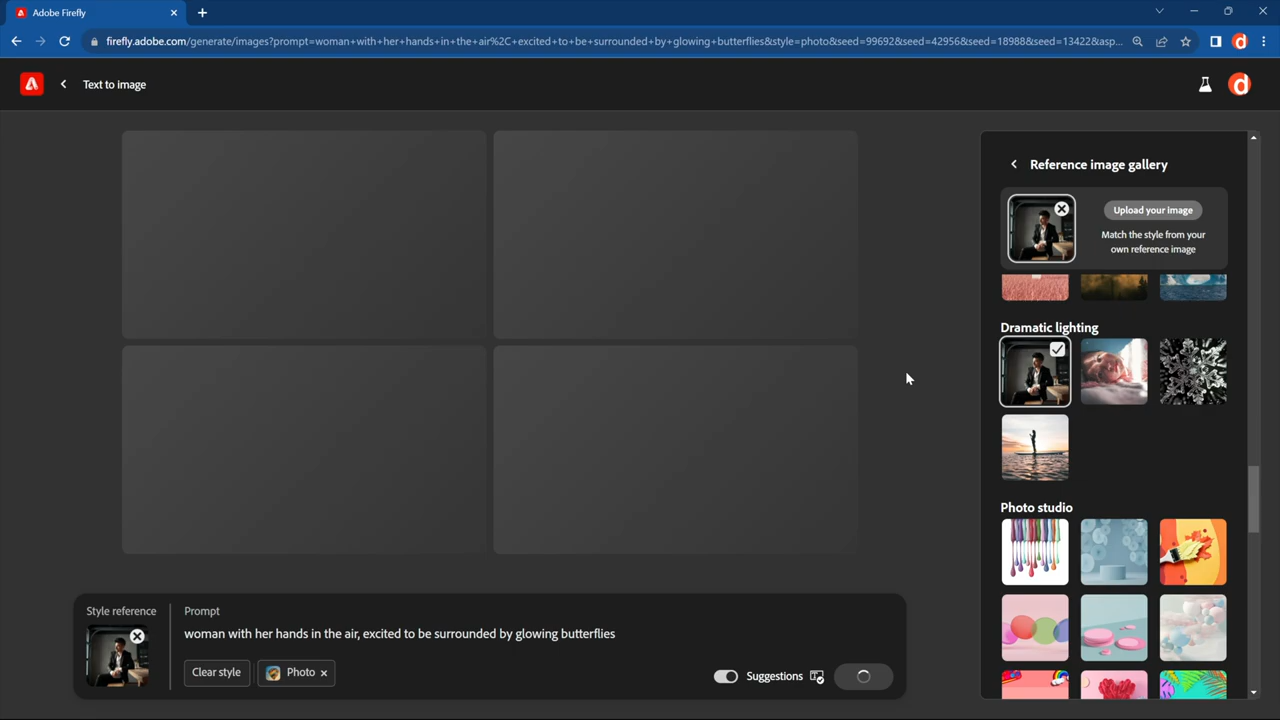 Adobe Firefly
firefly.adobe.com/generate/images?prompt=woman+with+her+hands+in+the+air%2C+excited+to+be+surrounded+by+glowing+butterflies&style=photo&seed=99692&seed=42956&seed=18988&seed=13422&asp...
Text to image
d
d
Reference image gallery
Upload your image
Match the style from your
own reference image
Dramatic lighting
Photo studio
Style reference
Prompt
woman with her hands in the air, excited to be surrounded by glowing butterflies
Clear style
Photo
Suggestions